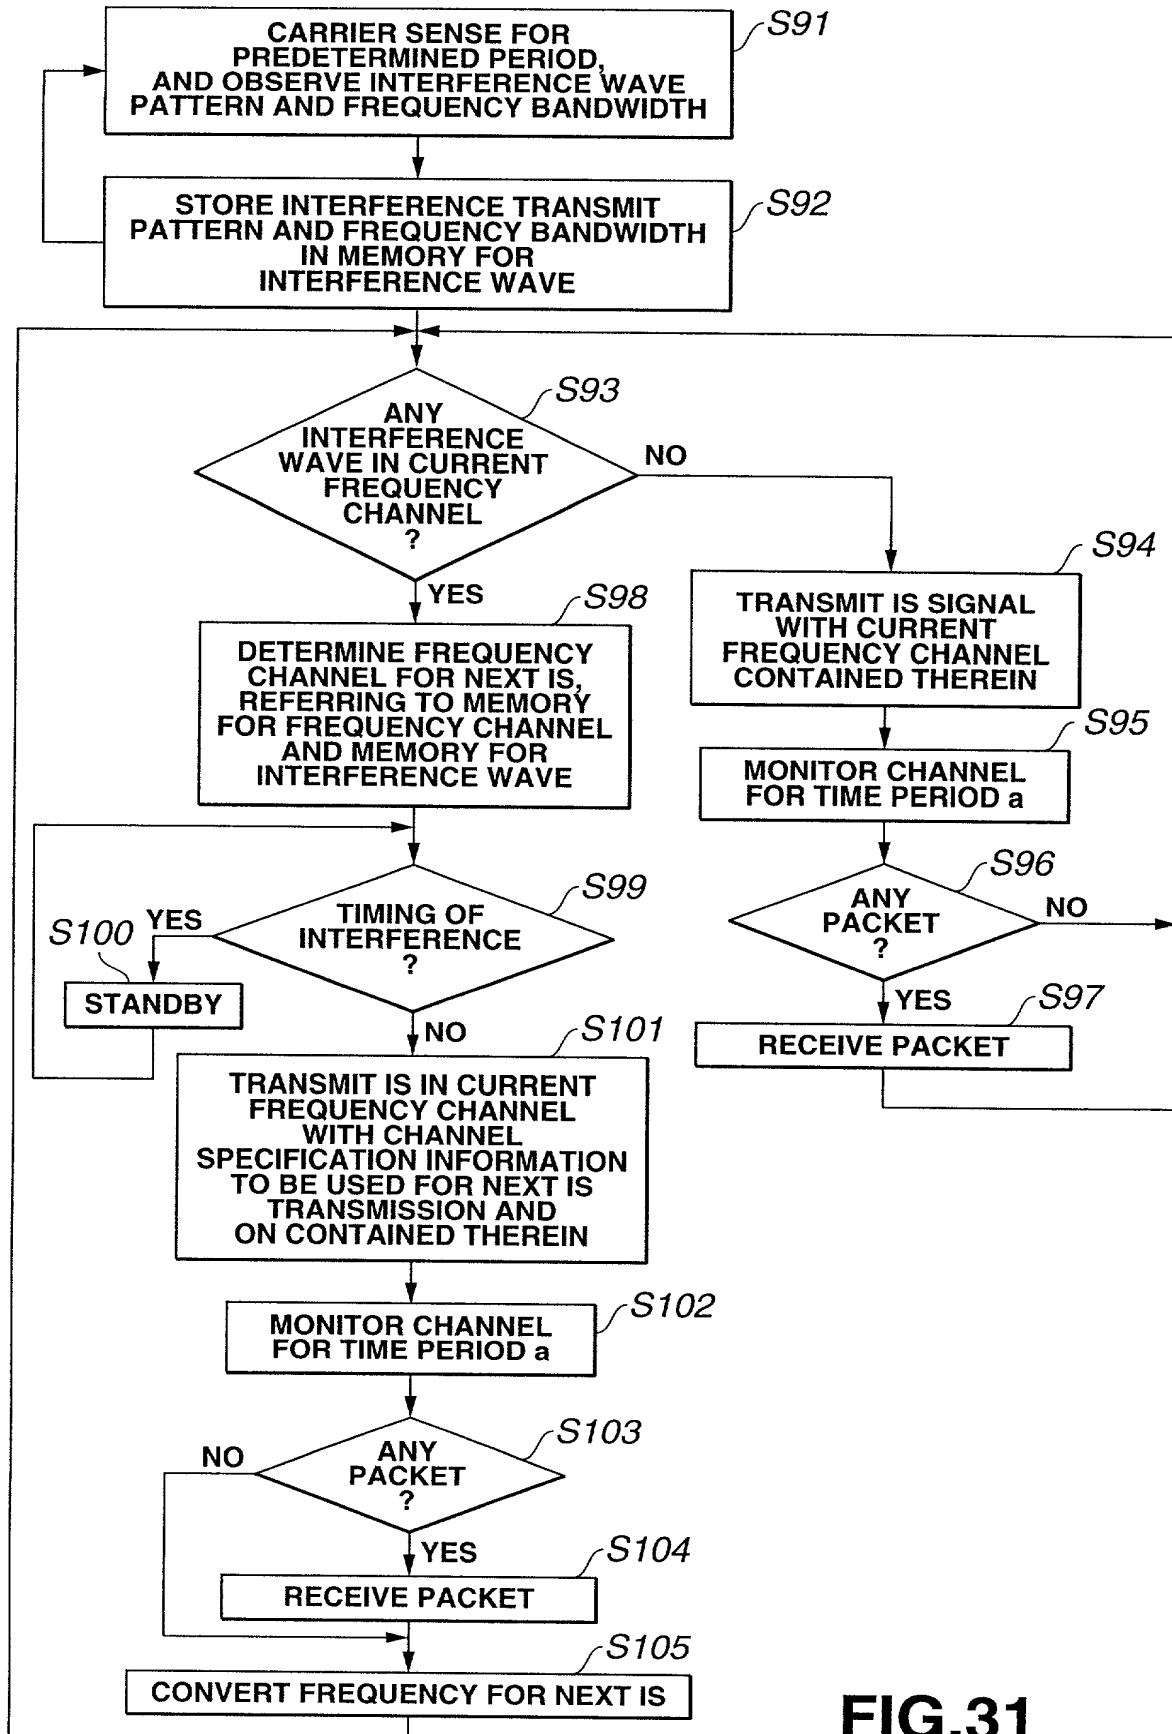 S91
CARRIER SENSE FOR
PREDETERMINED PERIOD,
AND OBSERVE INTERFERENCE WAVE
PATTERN AND FREQUENCY BANDWIDTH
S92
STORE INTERFERENCE TRANSMIT
PATTERN AND FREQUENCY BANDWIDTH
IN MEMORY FOR
INTERFERENCE WAVE
S93
ANY
INTERFERENCE
WAVE IN CURRENT
FREQUENCY
CHANNEL
?
NO
YES
S94
TRANSMIT IS SIGNAL
WITH CURRENT
FREQUENCY CHANNEL
CONTAINED THEREIN
S95
MONITOR CHANNEL
FOR TIME PERIOD a
S96
ANY
PACKET
?
NO
YES
S97
RECEIVE PACKET
S98
DETERMINE FREQUENCY
CHANNEL FOR NEXT IS,
REFERRING TO MEMORY
FOR FREQUENCY CHANNEL
AND MEMORY FOR
INTERFERENCE WAVE
S99
TIMING OF
INTERFERENCE
?
YES
S100
STANDBY
NO
S101
TRANSMIT IS IN CURRENT
FREQUENCY CHANNEL
WITH CHANNEL
SPECIFICATION INFORMATION
TO BE USED FOR NEXT IS
TRANSMISSION AND
ON CONTAINED THEREIN
S102
MONITOR CHANNEL
FOR TIME PERIOD a
S103
ANY
PACKET
?
NO
YES
S104
RECEIVE PACKET
S105
CONVERT FREQUENCY FOR NEXT IS
FIG.31